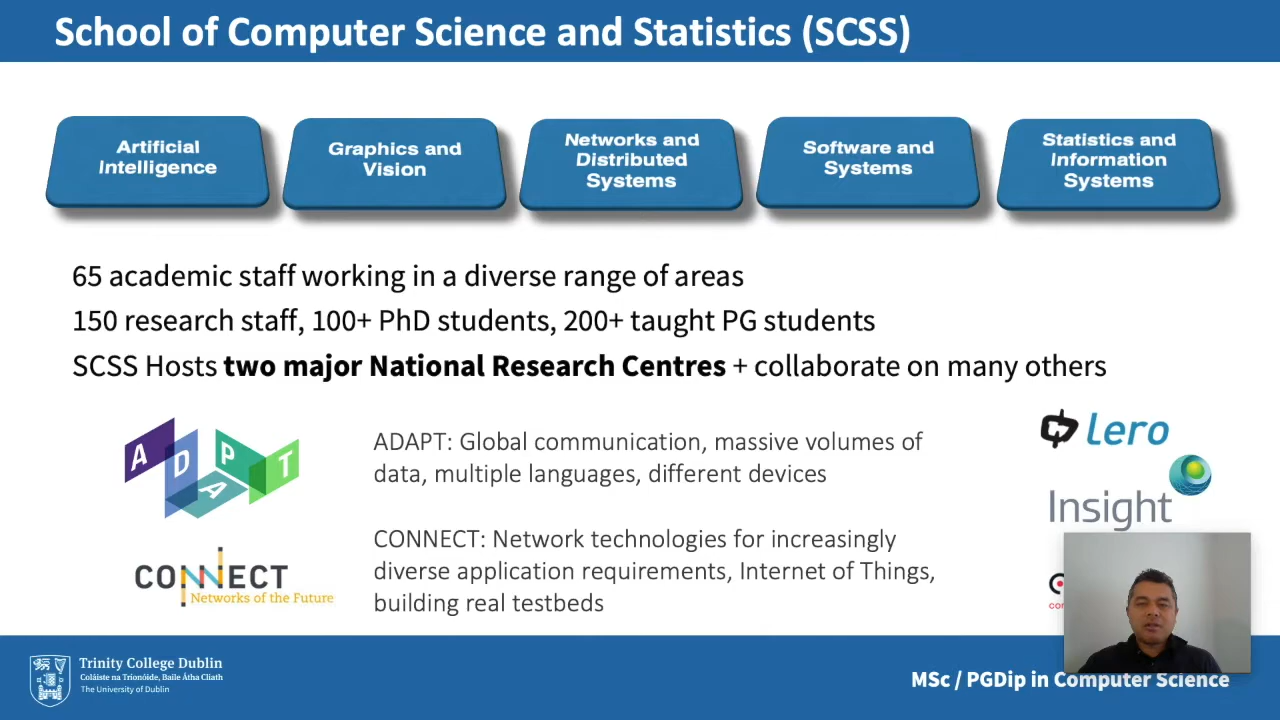 School of Computer Science and Statistics (SCSS)
Artificial
Intelligence
Graphics and
Vision
Networks and
Distributed
Systems
Software and
Systems
Statistics and
Information
Systems
65 academic staff working in a diverse range of areas
150 research staff, 100+ PhD students, 200+ taught PG students
SCSS Hosts two major National Research Centres + collaborate on many others
ADAPT
ADAPT: Global communication, massive volumes of
data, multiple languages, different devices
Lero
Insight
CONNECT
Networks of the Future
CONNECT: Network technologies for increasingly
diverse application requirements, Internet of Things,
building real testbeds
Trinity College Dublin
Coláiste na Tríonóide, Baile Átha Cliath
The University of Dublin
MSc / PGDip in Computer Science